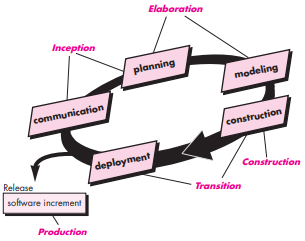 Elaboration
Inception
planning
modeling
communication
construction
deployment
Construction
Release
Transition
software increment
Production